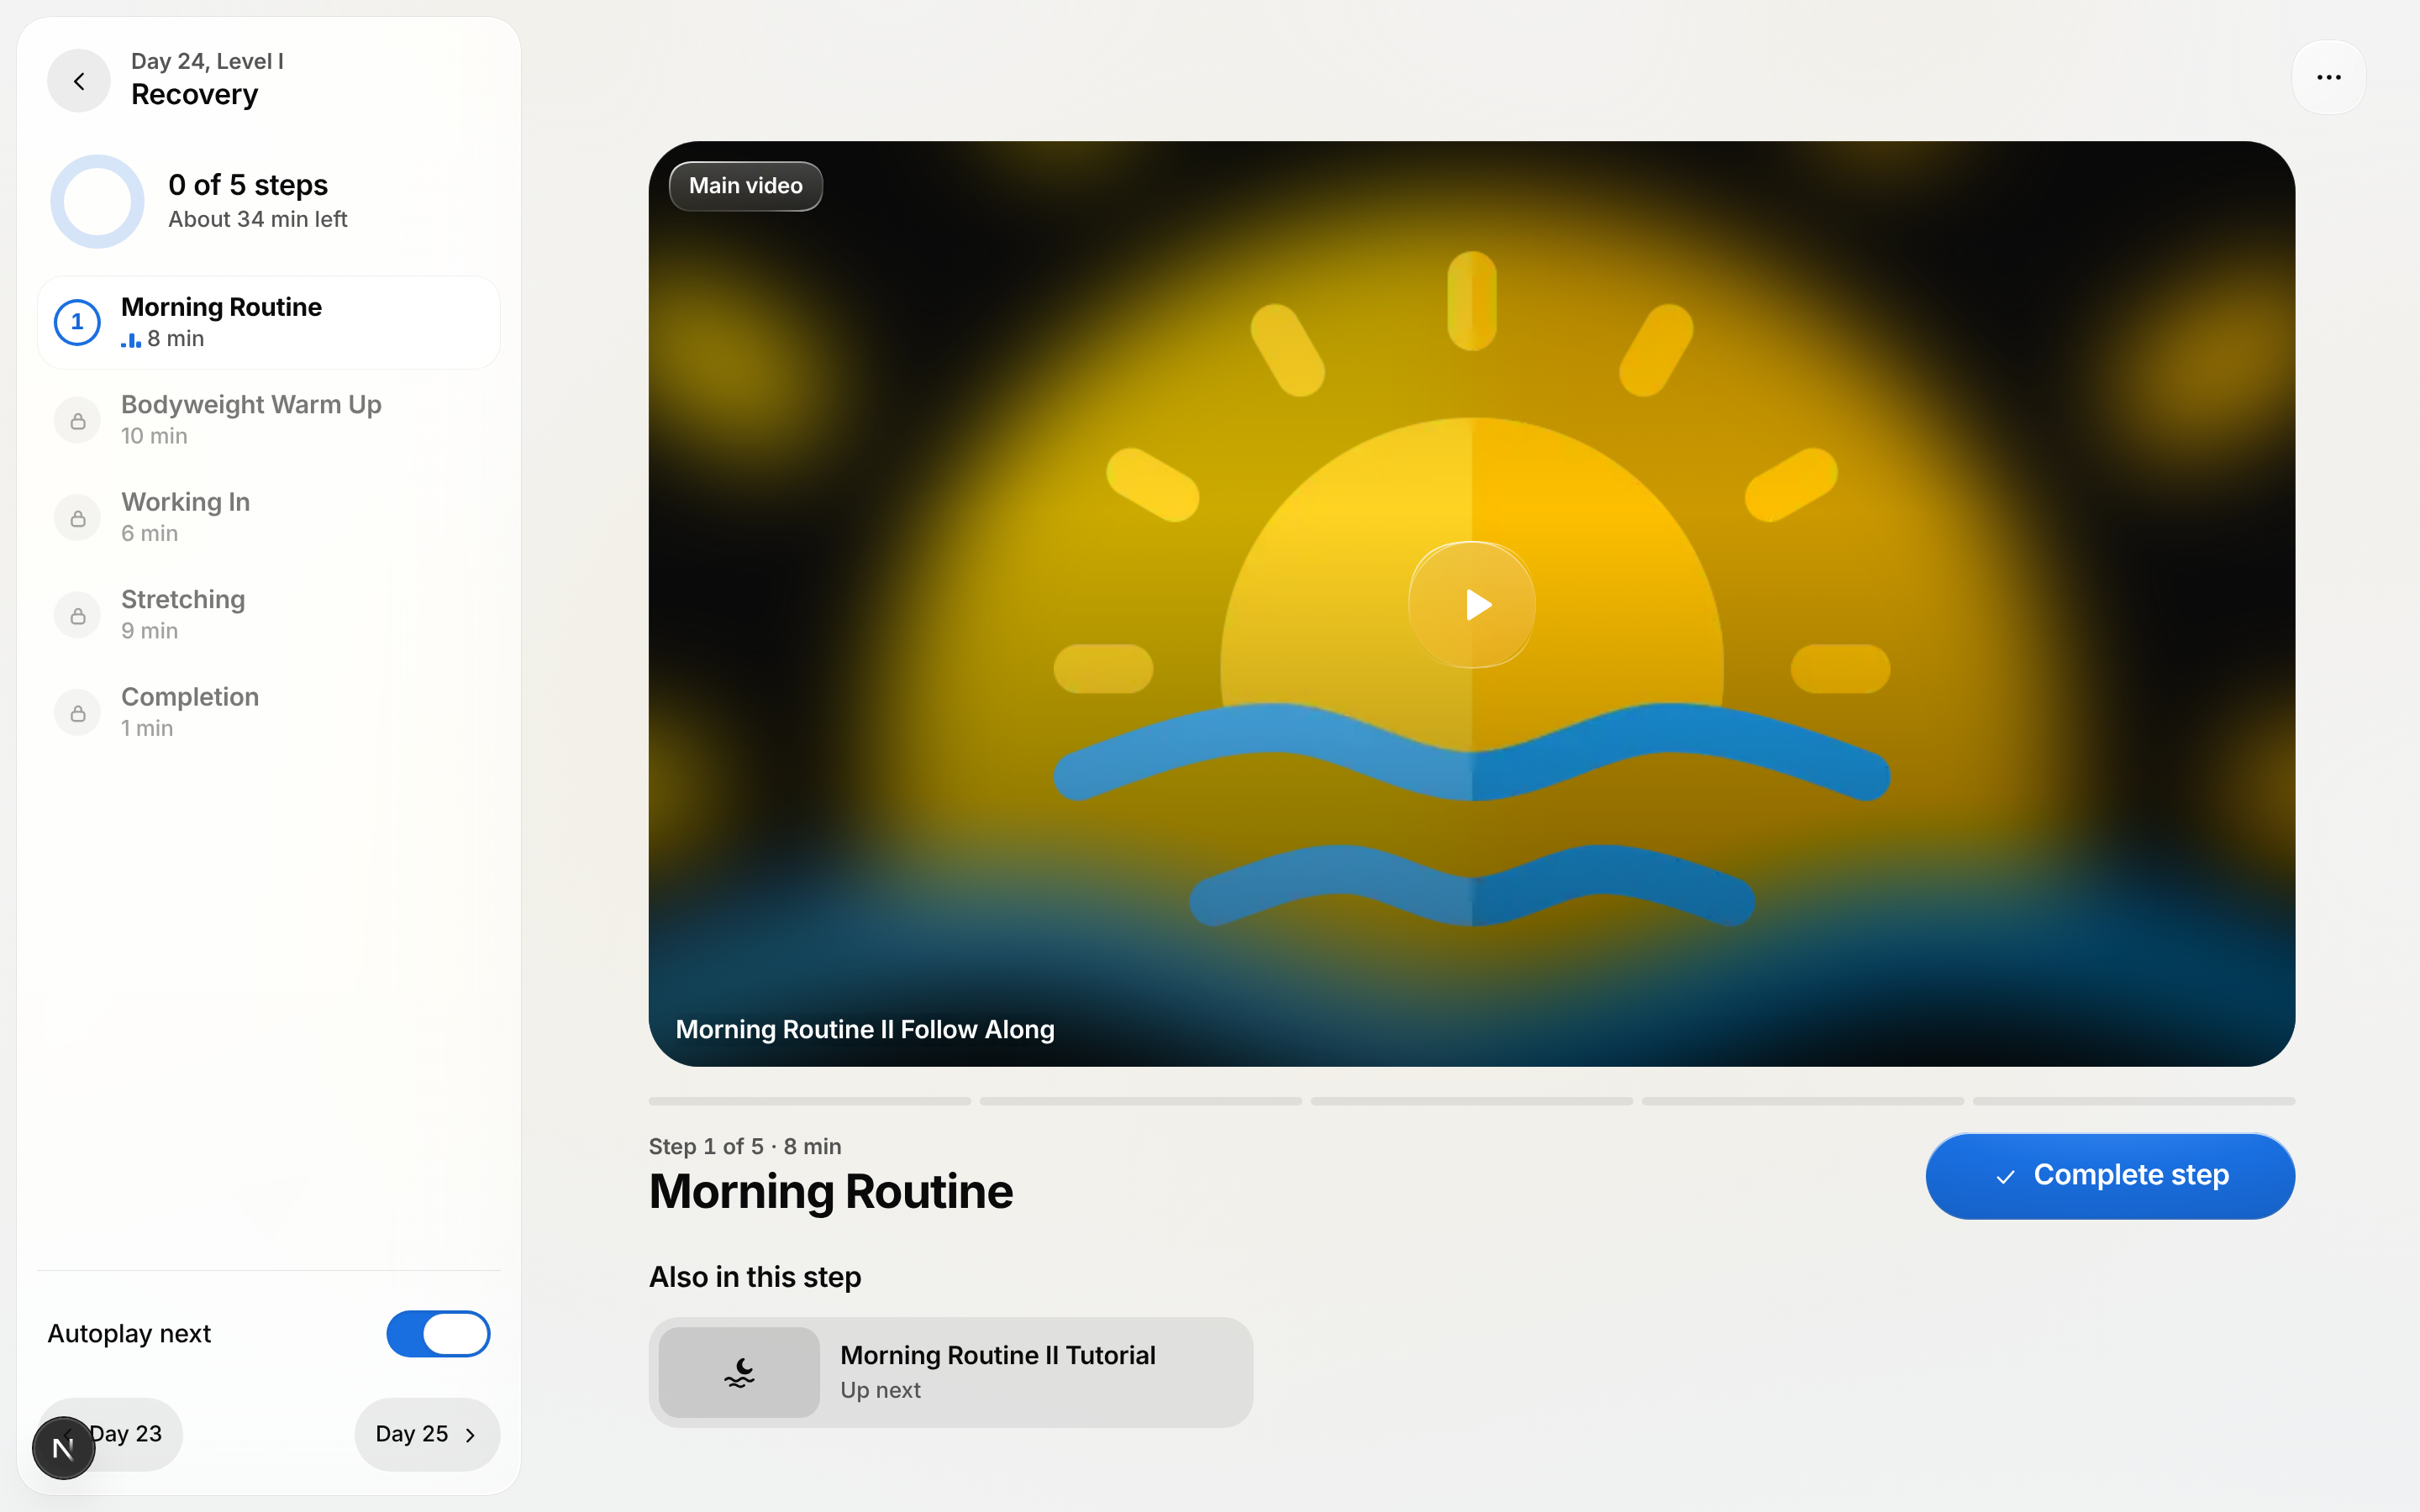 Day 24, Level I
Recovery
0 of 5 steps
About 34 min left
1
Morning Routine
8 min
Bodyweight Warm Up
10 min
Working In
6 min
Stretching
9 min
Completion
1 min
Autoplay next
Day 23
Day 25
N
Main video
Morning Routine II Follow Along
Step 1 of 5 · 8 min
Morning Routine
Complete step
Also in this step
Morning Routine II Tutorial
Up next